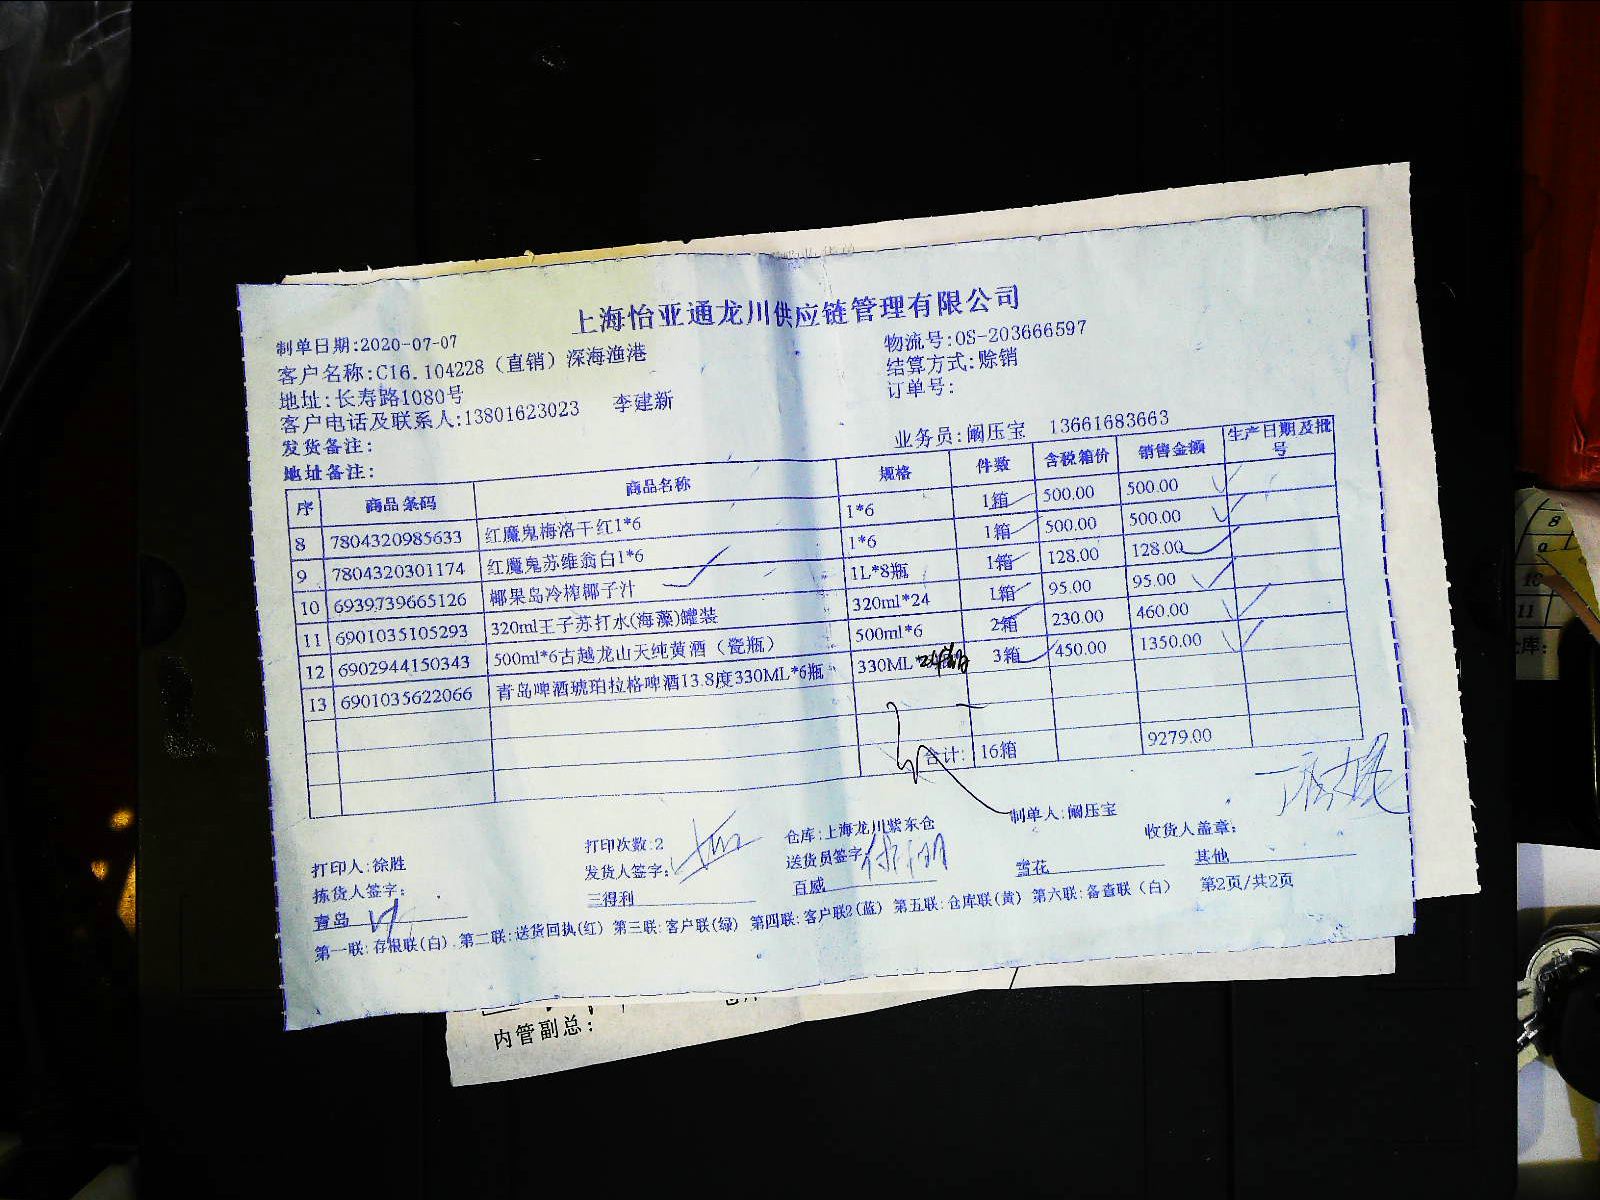 上海怡亚通龙川供应链管理有限公司
制单日期:2020-07-07
物流号:OS-203666597
客户名称:C16.104228（直销）深海渔港
结算方式:赊销
地址:长寿路1080号
订单号:
客户电话及联系人:13801623023 李建新
发货备注:
业务员:阚压宝 13661683663
地址备注:
序 商品条码 商品名称 规格 件数 含税箱价 销售金额 生产日期及批号
8 7804320985633 红魔鬼梅洛干红1*6 1*6 1箱 500.00 500.00
9 7804320301174 红魔鬼苏维翁白1*6 1*6 1箱 500.00 500.00
10 6939739665126 椰果岛冷榨椰子汁 1L*8瓶 1箱 128.00 128.00
11 6901035105293 320ml王子苏打水(海藻)罐装 320ml*24 1箱 95.00 95.00
12 6902944150343 500ml*6古越龙山天纯黄酒（瓷瓶） 500ml*6 2箱 230.00 460.00
13 6901035622066 青岛啤酒琥珀拉格啤酒13.8度330ML*6瓶 330ML 3箱 450.00 1350.00
合计: 16箱 9279.00
打印人:徐胜
打印次数:2
仓库:上海龙川紫东仓
制单人:阚压宝
拣货人签字:
发货人签字:
送货员签字
收货人盖章:
青岛
三得利
百威
雪花
其他
第一联:存根联(白) 第二联:送货回执(红) 第三联:客户联(绿) 第四联:客户联2(蓝) 第五联:仓库联(黄) 第六联:备查联(白) 第2页/共2页
内管副总: